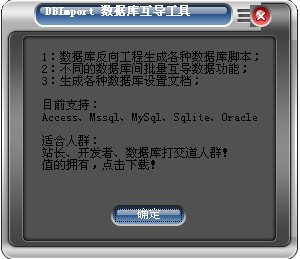 DBImport 数据库互导工具
1：数据库反向工程生成各种数据库脚本；
2：不同的数据库间批量互导数据功能；
3：生成各种数据库设置文档；
目前支持：
Access、Mssql、MySql、Sqlite、Oracle
适合人群：
站长、开发者、数据库打交道人群！
值的拥有，点击下载！
确定